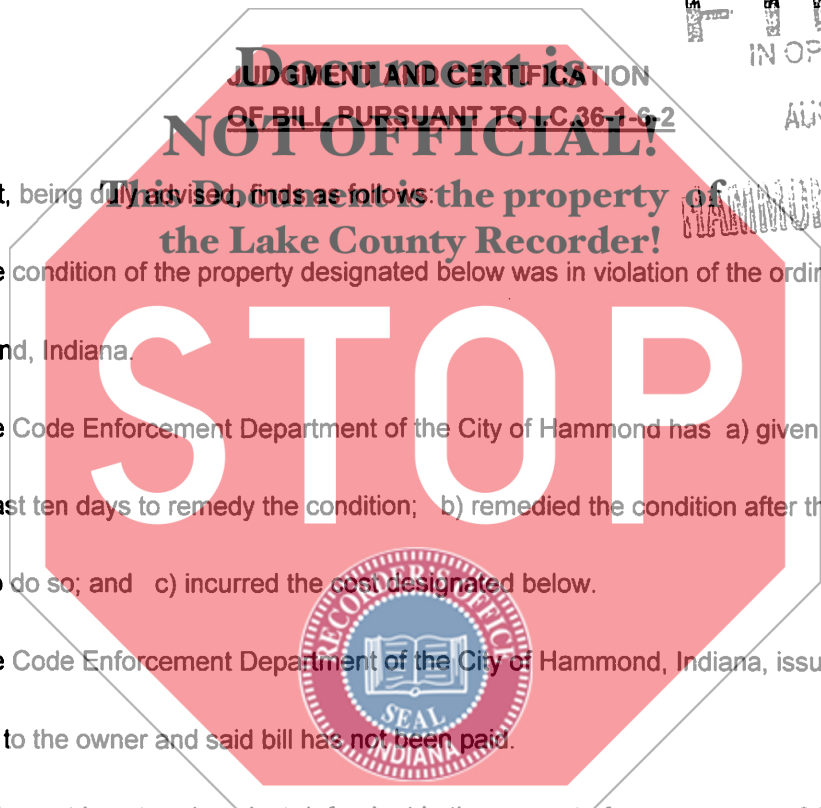 IN OP
Document is
JUDGMENT AND CERTIFICATION
OF BILL PURSUANT TO I.C.36-1-6-2
NOT OFFICIAL!
t, being duly advised, finds as follows:
This Document is the property of
the Lake County Recorder!
e condition of the property designated below was in violation of the ordin
nd, Indiana.
STOP
e Code Enforcement Department of the City of Hammond has a) given
ast ten days to remedy the condition; b) remedied the condition after th
o do so; and c) incurred the cost designated below.
RECORDER'S OFFICE
e Code Enforcement Department of the City of Hammond, Indiana, issu
SEAL
to the owner and said bill has not been paid.
INDIANA